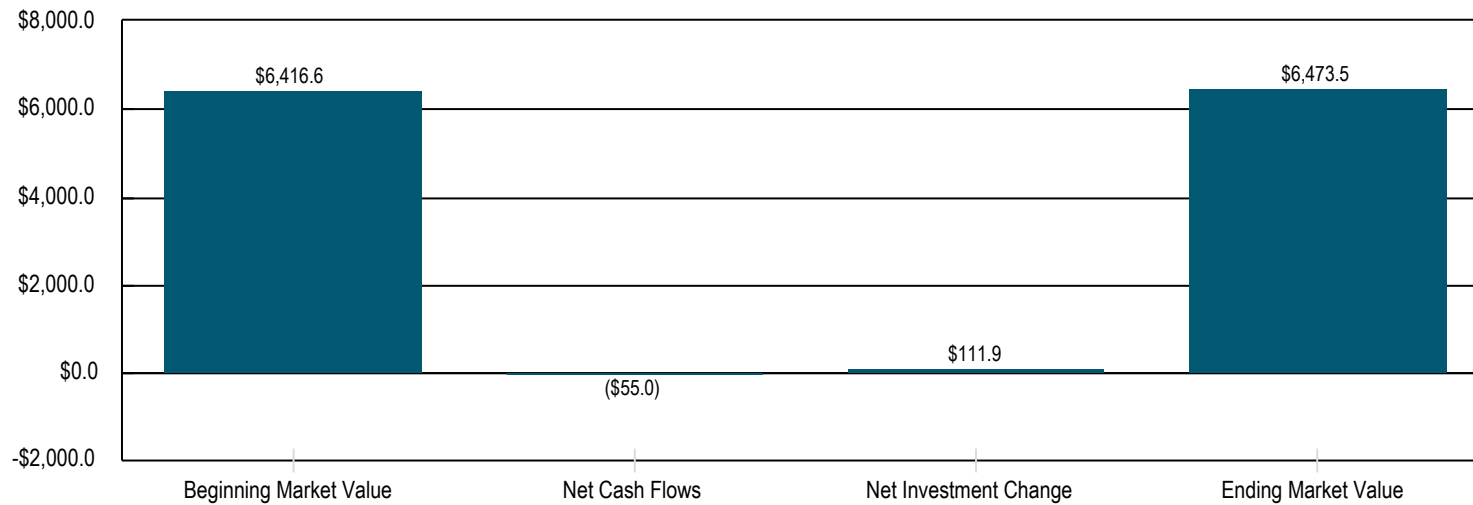 $8,000.0
$6,000.0
$4,000.0
$2,000.0
$0.0
-$2,000.0
$6,416.6
($55.0)
$111.9
$6,473.5
Beginning Market Value
Net Cash Flows
Net Investment Change
Ending Market Value